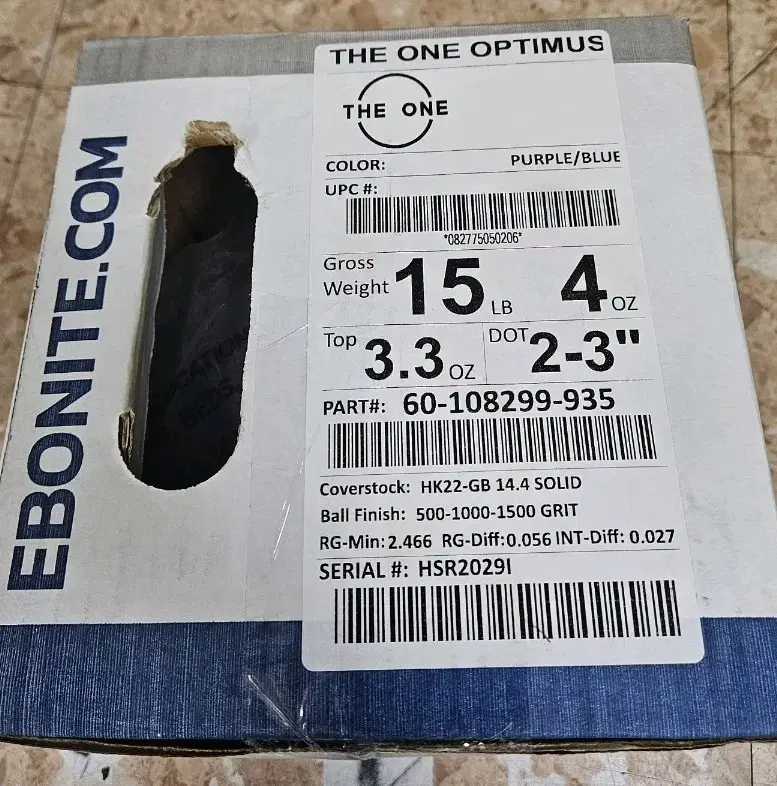 EBONITE.COM
THE ONE OPTIMUS
THE ONE
COLOR: PURPLE/BLUE
UPC #:
*082775050206*
Gross Weight 15 LB 4 OZ
Top 3.3 OZ DOT 2-3"
PART#: 60-108299-935
Coverstock: HK22-GB 14.4 SOLID
Ball Finish: 500-1000-1500 GRIT
RG-Min: 2.466 RG-Diff: 0.056 INT-Diff: 0.027
SERIAL #: HSR2029I